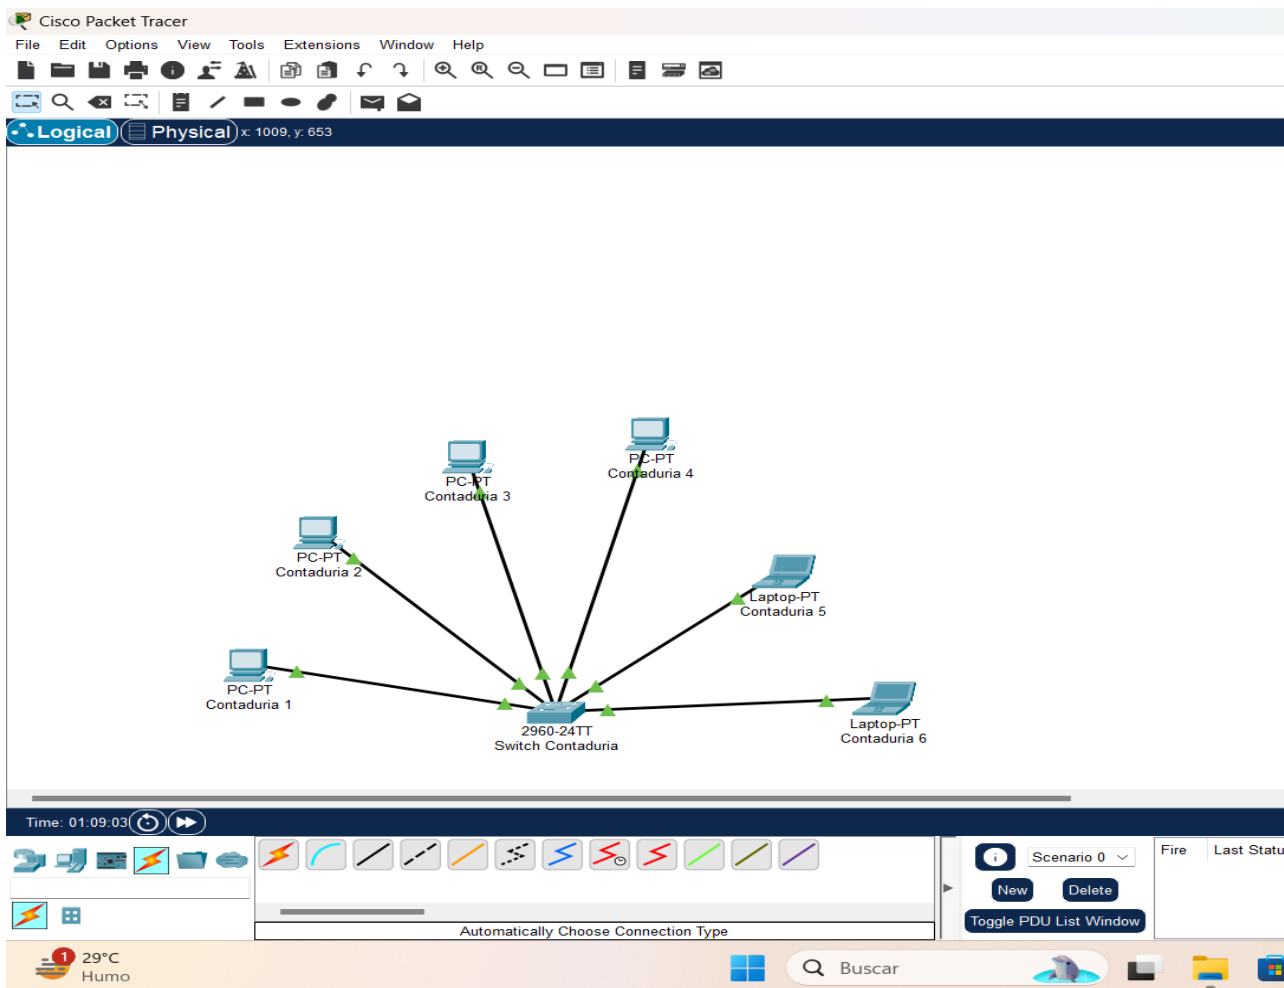 Cisco Packet Tracer
File Edit Options View Tools Extensions Window Help
Logical Physical x: 1009, y: 653
PC-PT
Contaduria 4
PC-PT
Contaduria 3
PC-PT
Contaduria 2
Laptop-PT
Contaduria 5
PC-PT
Contaduria 1
2960-24TT
Switch Contaduria
Laptop-PT
Contaduria 6
Time: 01:09:03
Scenario 0
Fire Last Statu
New Delete
Toggle PDU List Window
Automatically Choose Connection Type
1
29°C
Humo
Buscar